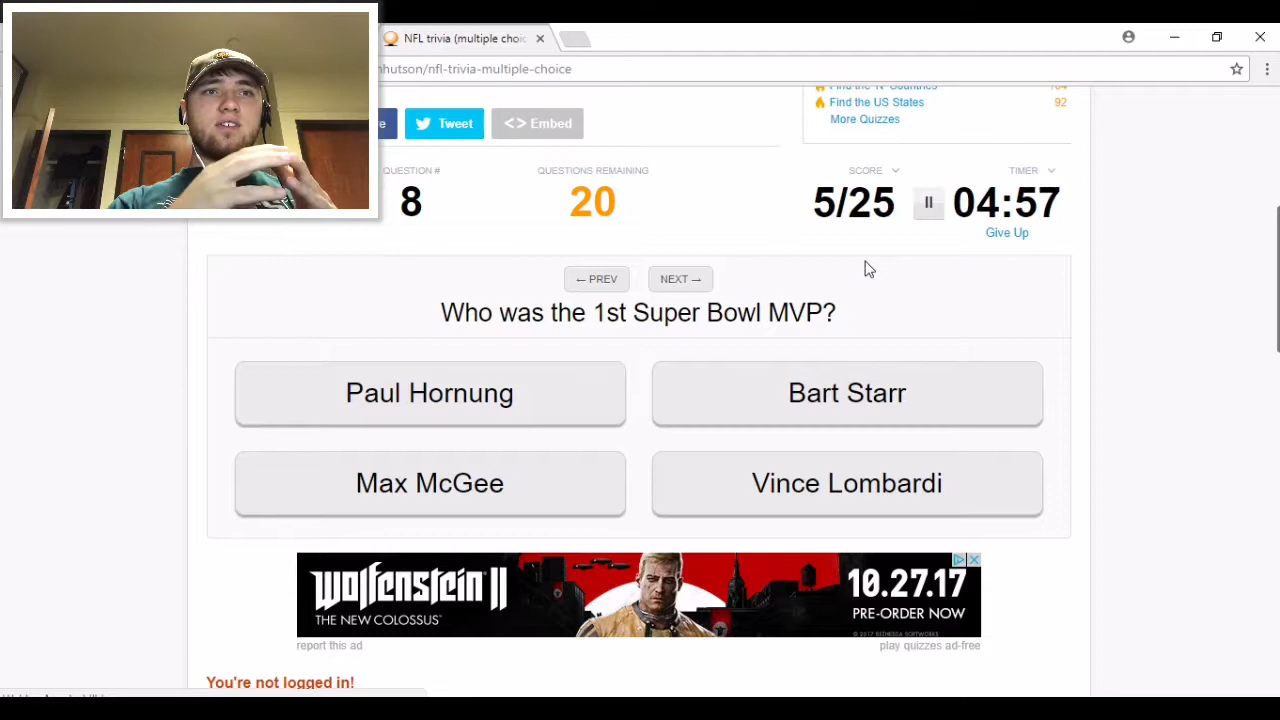 NFL trivia (multiple choic
nhutson/nfl-trivia-multiple-choice
Find the US States 92
More Quizzes
Tweet
<> Embed
QUESTION # QUESTIONS REMAINING SCORE TIMER
8 20 5/25 04:57
Give Up
← PREV NEXT →
Who was the 1st Super Bowl MVP?
Paul Hornung Bart Starr
Max McGee Vince Lombardi
Wolfenstein II
THE NEW COLOSSUS™
10.27.17
PRE-ORDER NOW
report this ad play quizzes ad-free
You're not logged in!